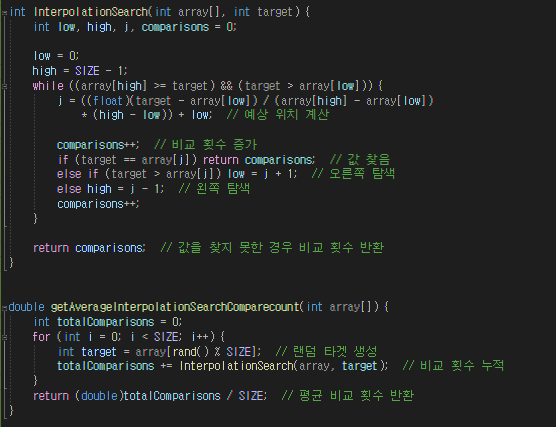 int InterpolationSearch(int array[], int target) {
    int low, high, j, comparisons = 0;

    low = 0;
    high = SIZE - 1;
    while ((array[high] >= target) && (target > array[low])) {
        j = ((float)(target - array[low]) / (array[high] - array[low])
            * (high - low)) + low;  // 예상 위치 계산

        comparisons++;  // 비교 횟수 증가
        if (target == array[j]) return comparisons;  // 값 찾음
        else if (target > array[j]) low = j + 1;  // 오른쪽 탐색
        else high = j - 1;  // 왼쪽 탐색
        comparisons++;
    }

    return comparisons;  // 값을 찾지 못한 경우 비교 횟수 반환
}

double getAverageInterpolationSearchComparecount(int array[]) {
    int totalComparisons = 0;
    for (int i = 0; i < SIZE; i++) {
        int target = array[rand() % SIZE];  // 랜덤 타겟 생성
        totalComparisons += InterpolationSearch(array, target);  // 비교 횟수 누적
    }
    return (double)totalComparisons / SIZE;  // 평균 비교 횟수 반환
}